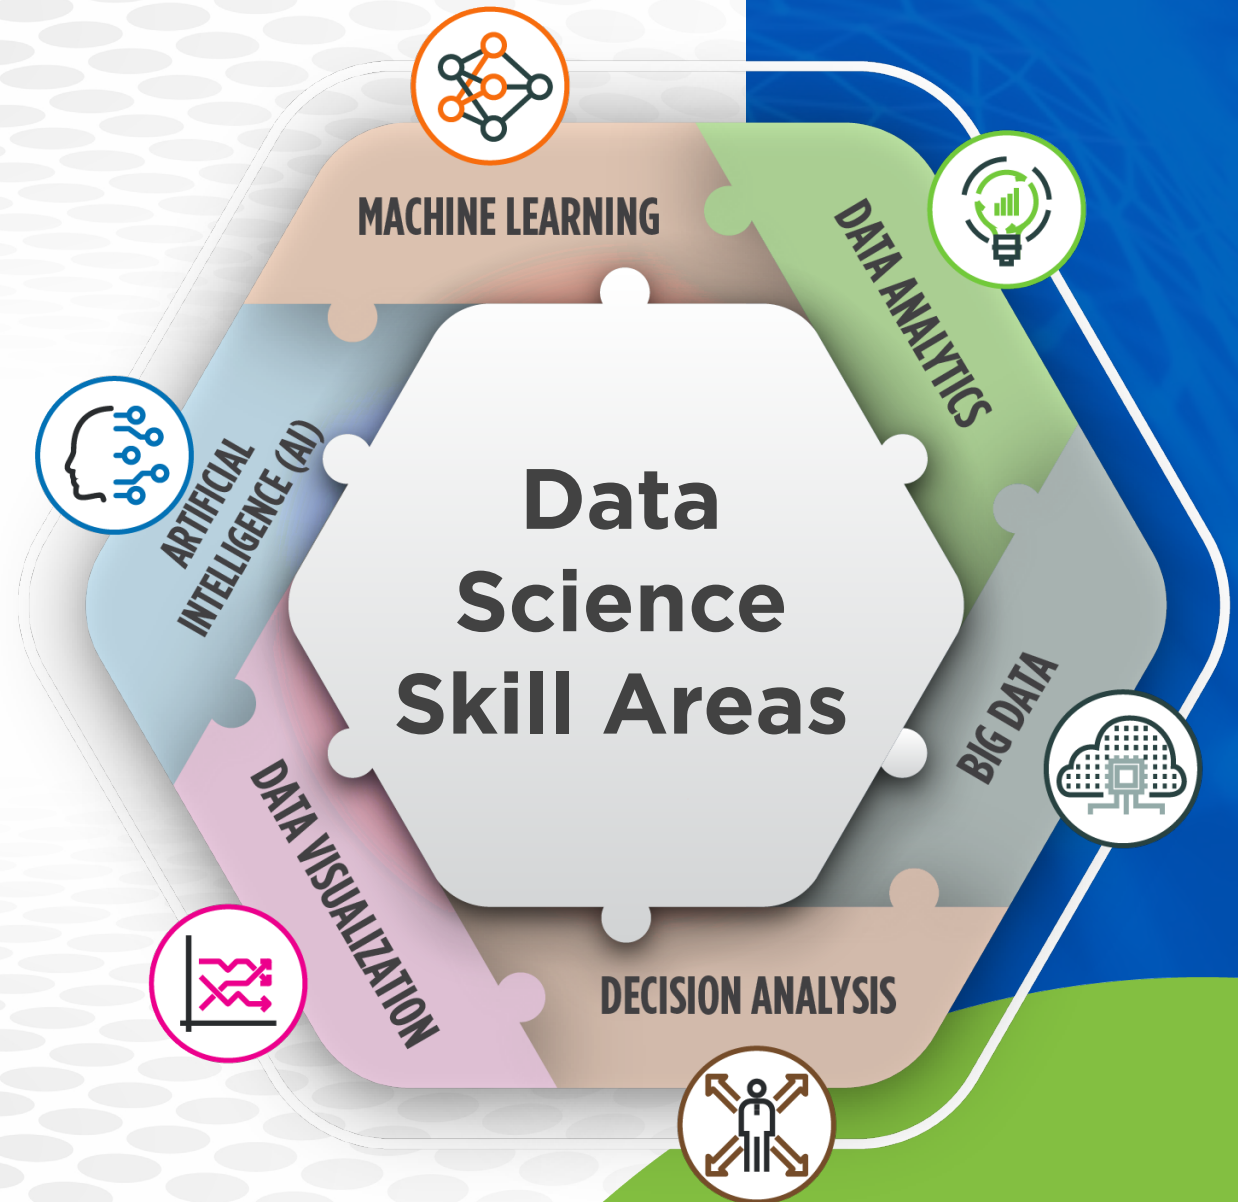 MACHINE LEARNING
DATA ANALYTICS
ARTIFICIAL
INTELLIGENCE (AI)
Data
Science
Skill Areas
BIG DATA
DATA VISUALIZATION
DECISION ANALYSIS